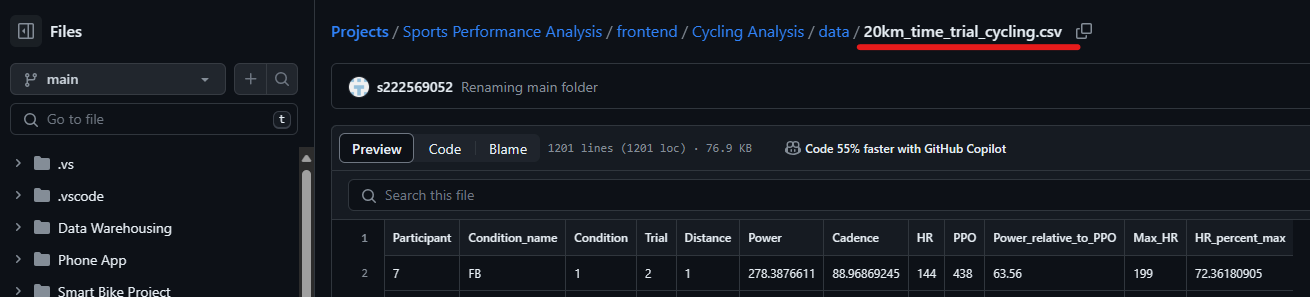 Files
main
Go to file
t
.vs
.vscode
Data Warehousing
Phone App
Smart Bike Project
Projects / Sports Performance Analysis / frontend / Cycling Analysis / data / 20km_time_trial_cycling.csv
s222569052 Renaming main folder
Preview Code Blame 1201 lines (1201 loc) · 76.9 KB Code 55% faster with GitHub Copilot
Search this file
1 Participant Condition_name Condition Trial Distance Power Cadence HR PPO Power_relative_to_PPO Max_HR HR_percent_max
2 7 FB 1 2 1 278.3876611 88.96869245 144 438 63.56 199 72.36180905